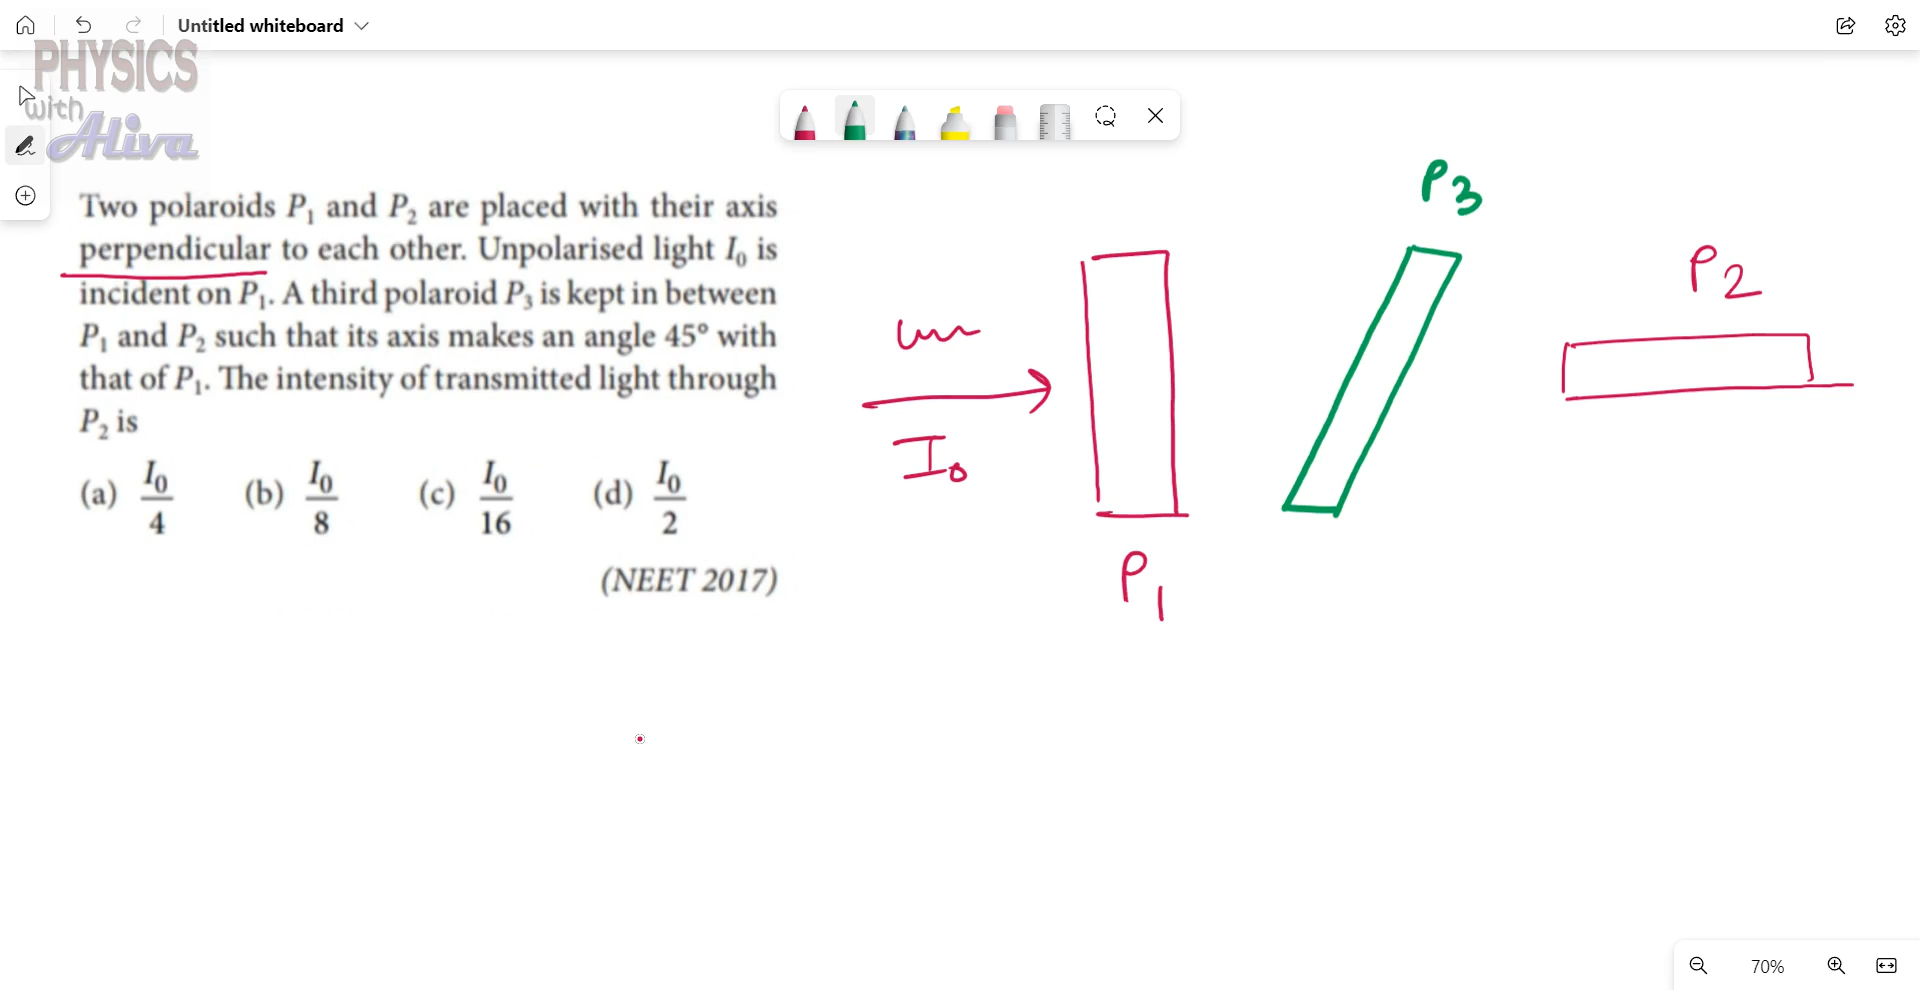 Untitled whiteboard
PHYSICS
with
Aliva
Two polaroids P₁ and P₂ are placed with their axis
perpendicular to each other. Unpolarised light I₀ is
incident on P₁. A third polaroid P₃ is kept in between
P₁ and P₂ such that its axis makes an angle 45° with
that of P₁. The intensity of transmitted light through
P₂ is
(a) I₀/4 (b) I₀/8 (c) I₀/16 (d) I₀/2
(NEET 2017)
P₃
P₂
I₀
P₁
70%